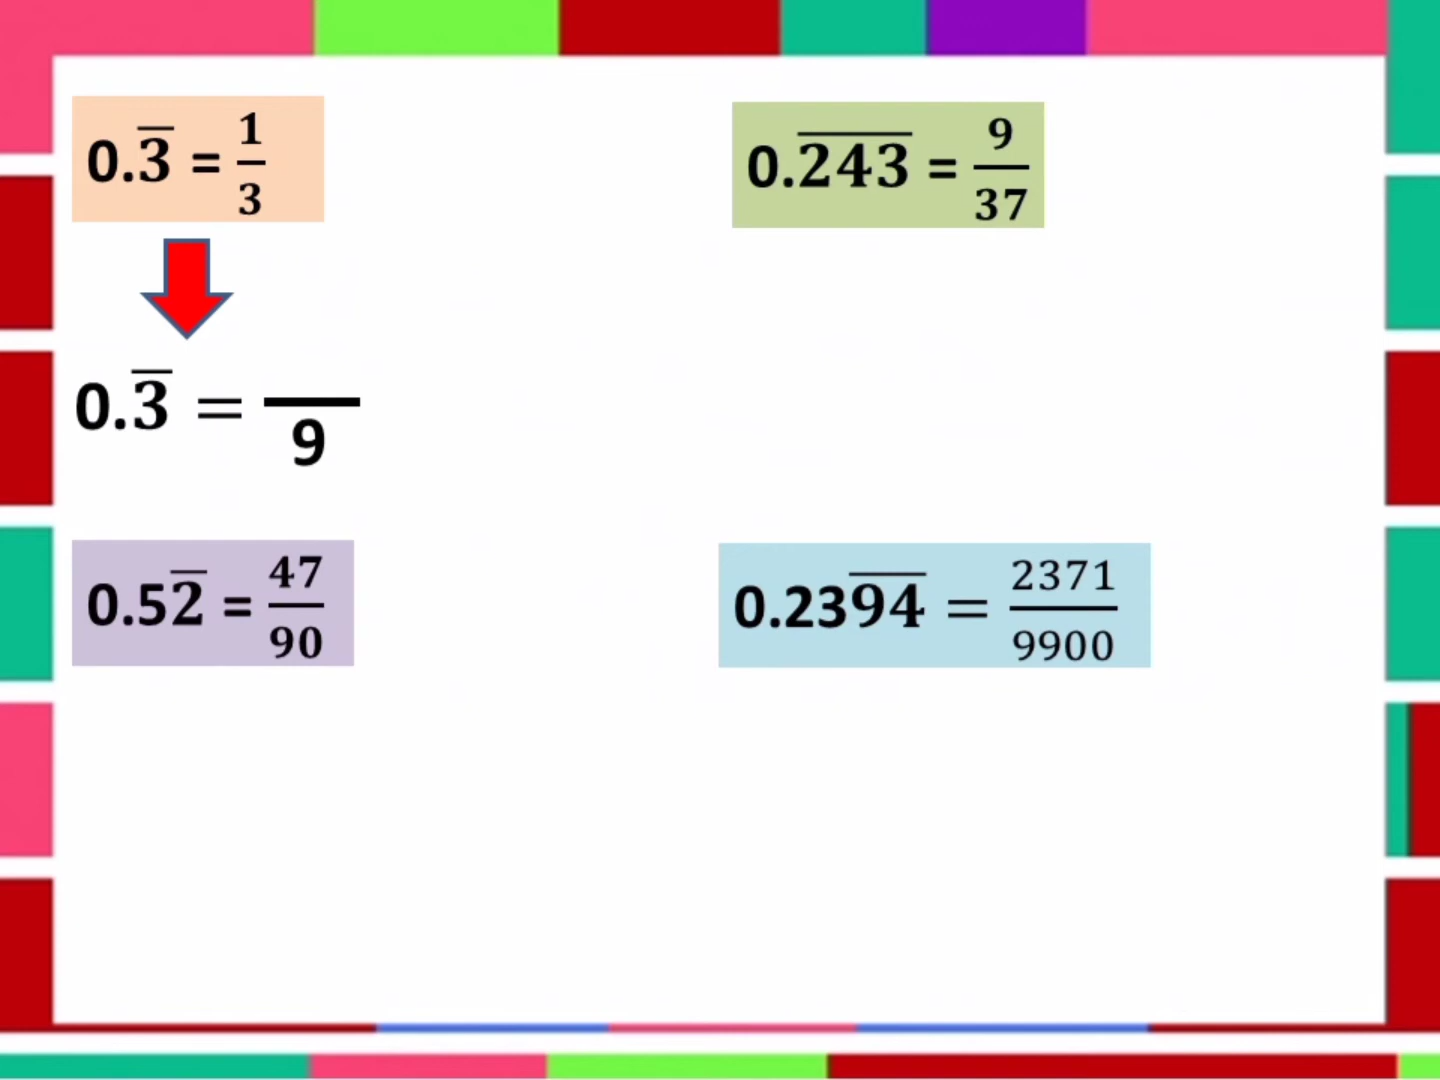 0.3̅ = 1/3
0.2̅4̅3̅ = 9/37
0.3̅ = __/9
0.52̅ = 47/90
0.239̅4̅ = 2371/9900